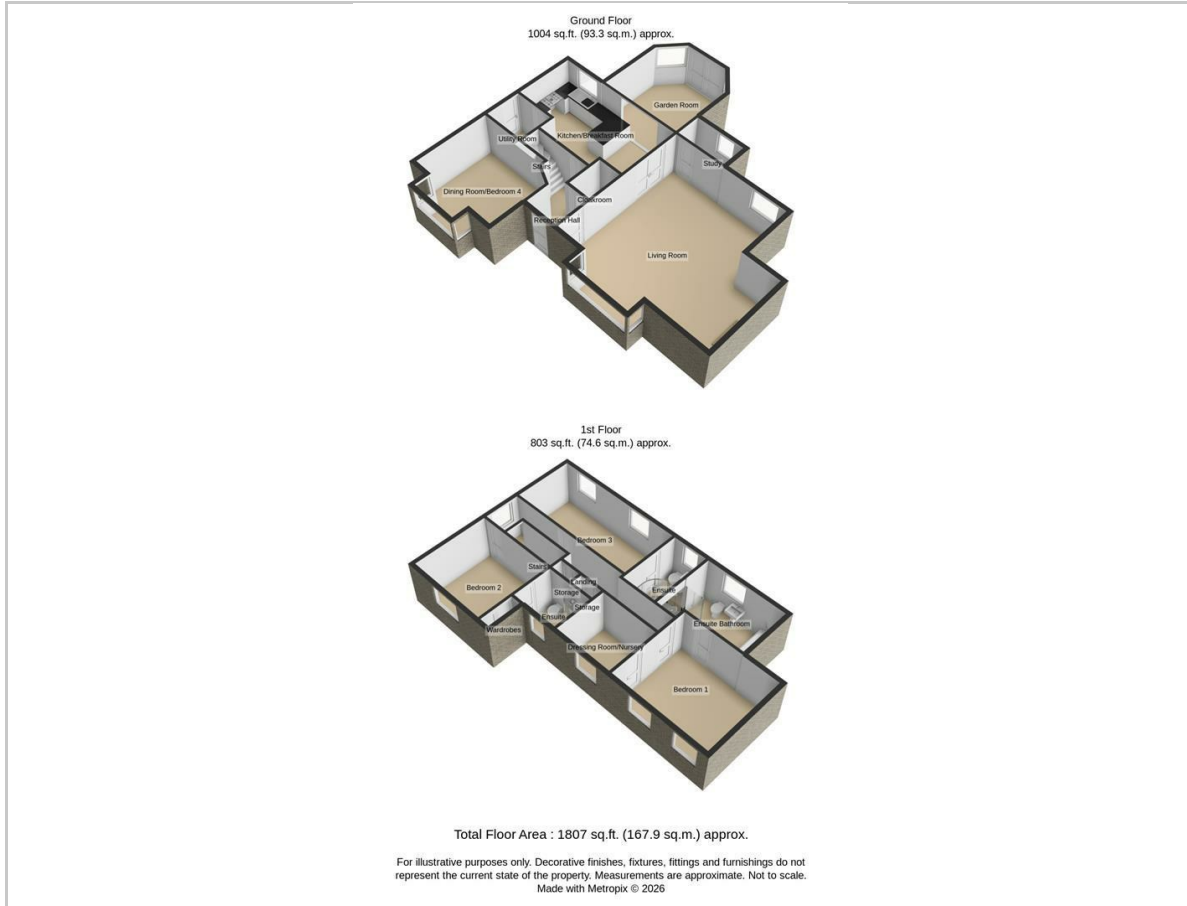 Ground Floor
1004 sq.ft. (93.3 sq.m.) approx.
Garden Room
Kitchen/Breakfast Room
Utility Room
Study
Stairs
Dining Room/Bedroom 4
Cloakroom
Reception Hall
Living Room
1st Floor
803 sq.ft. (74.6 sq.m.) approx.
Bedroom 3
Stairs
Landing
Bedroom 2
Ensuite
Storage
Storage
Ensuite
Ensuite Bathroom
Wardrobes
Dressing Room/Nursery
Bedroom 1
Total Floor Area : 1807 sq.ft. (167.9 sq.m.) approx.
For illustrative purposes only. Decorative finishes, fixtures, fittings and furnishings do not
represent the current state of the property. Measurements are approximate. Not to scale.
Made with Metropix © 2026